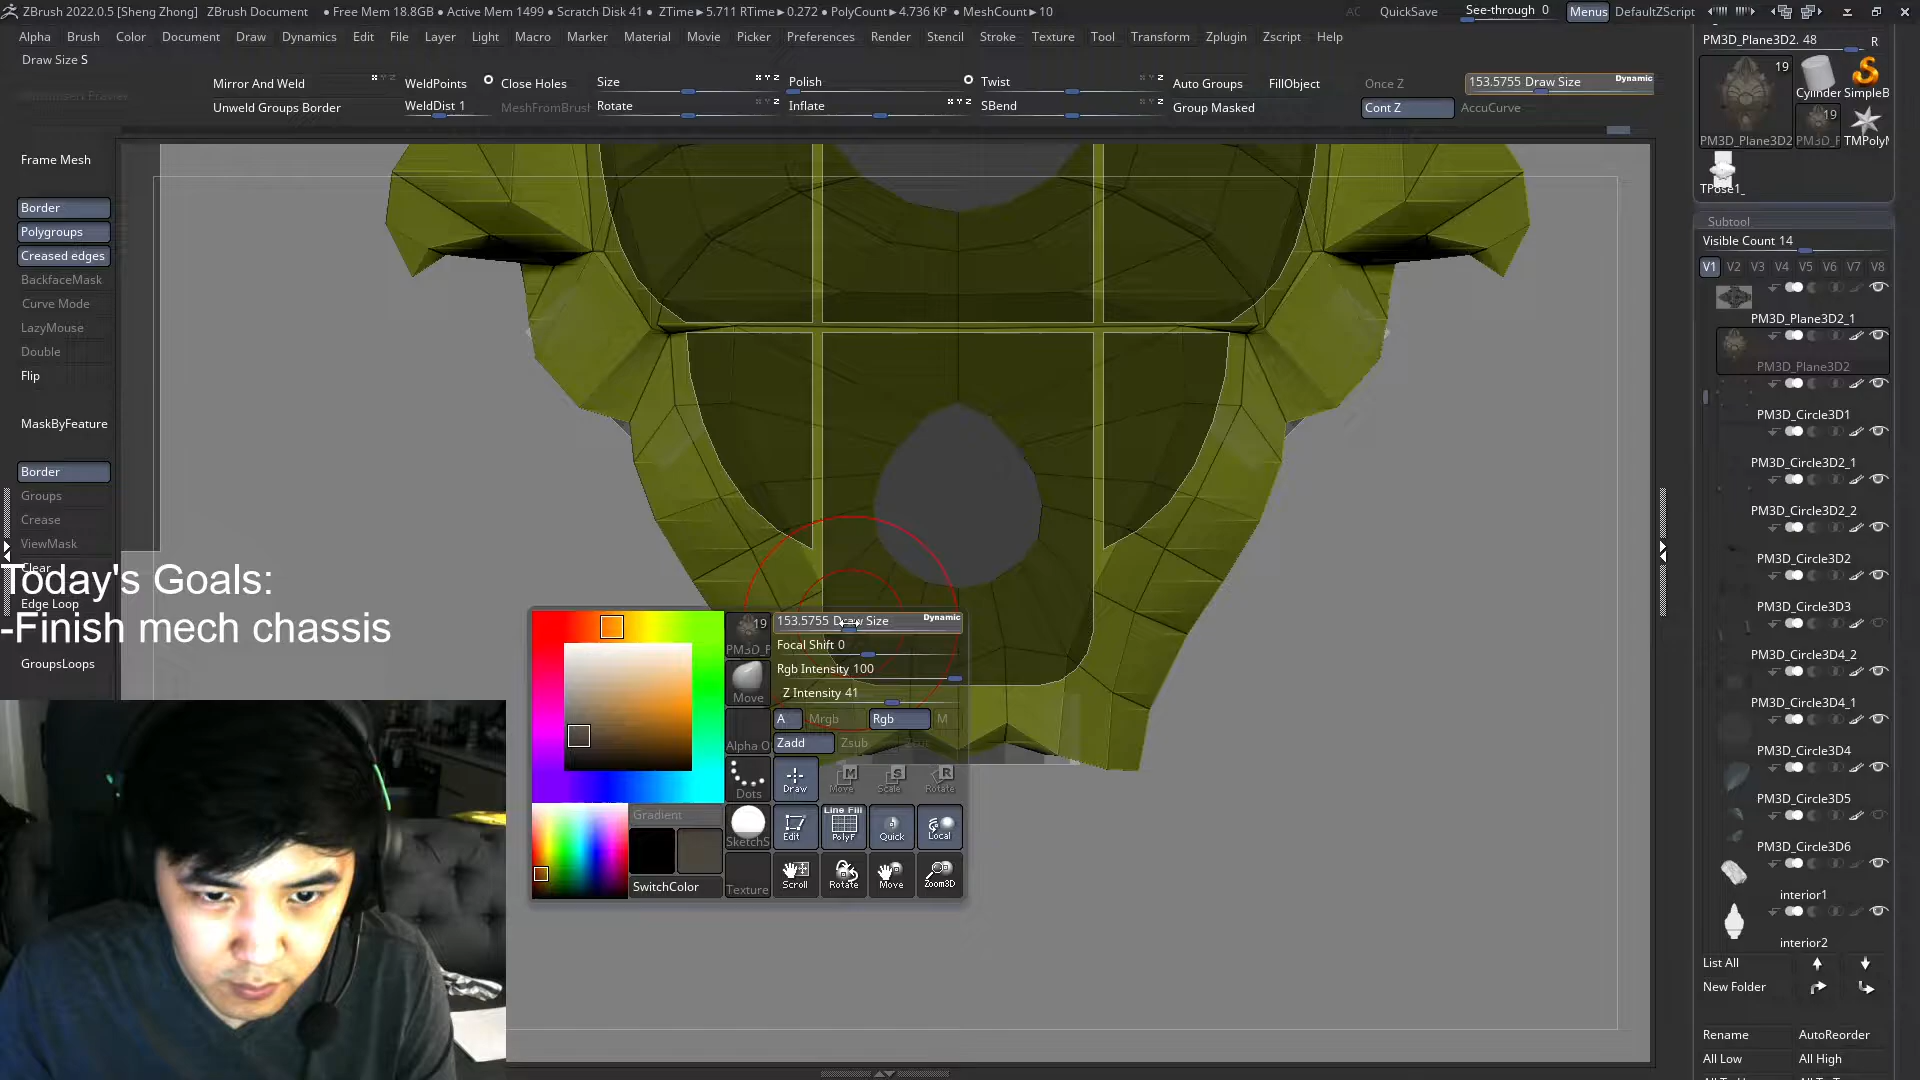 ZBrush 2022.0.5 [Sheng Zhong] ZBrush Document • Free Mem 18.8GB • Active Mem 1499 • Scratch Disk 41 • ZTime▸5.711 RTime▸0.272 • PolyCount▸4.736 KP • MeshCount▸10
AC QuickSave See-through 0 Menus DefaultZScript
Alpha Brush Color Document Draw Dynamics Edit File Layer Light Macro Marker Material Movie Picker Preferences Render Stencil Stroke Texture Tool Transform Zplugin Zscript Help
Draw Size S
Mirror And Weld WeldPoints Close Holes Size Polish Twist Auto Groups FillObject Once Z 153.5755 Draw Size Dynamic
Unweld Groups Border WeldDist 1 MeshFromBrush Rotate Inflate SBend Group Masked Cont Z AccuCurve
Frame Mesh
Border
Polygroups
Creased edges
BackfaceMask
Curve Mode
LazyMouse
Double
Flip
MaskByFeature
Border
Groups
Crease
ViewMask
Clear
Today's Goals:
Edge Loop
-Finish mech chassis
GroupsLoops
153.5755 Draw Size Dynamic
Focal Shift 0
Rgb Intensity 100
Z Intensity 41
A Mrgb Rgb M
Zadd Zsub
19
PM3D_F
Move
Alpha O
Dots
SketchS
Texture
Draw Move Scale Rotate
M S R
Line Fill
Edit PolyF Quick Local
Scroll Rotate Move Zoom3D
Gradient
SwitchColor
PM3D_Plane3D2. 48 R
19
Cylinder SimpleB
19
PM3D_Plane3D2 PM3D_F TMPolyM
TPose1_
Subtool
Visible Count 14
V1 V2 V3 V4 V5 V6 V7 V8
PM3D_Plane3D2_1
PM3D_Plane3D2
PM3D_Circle3D1
PM3D_Circle3D2_1
PM3D_Circle3D2_2
PM3D_Circle3D2
PM3D_Circle3D3
PM3D_Circle3D4_2
PM3D_Circle3D4_1
PM3D_Circle3D4
PM3D_Circle3D5
PM3D_Circle3D6
interior1
interior2
List All
New Folder
Rename AutoReorder
All Low All High